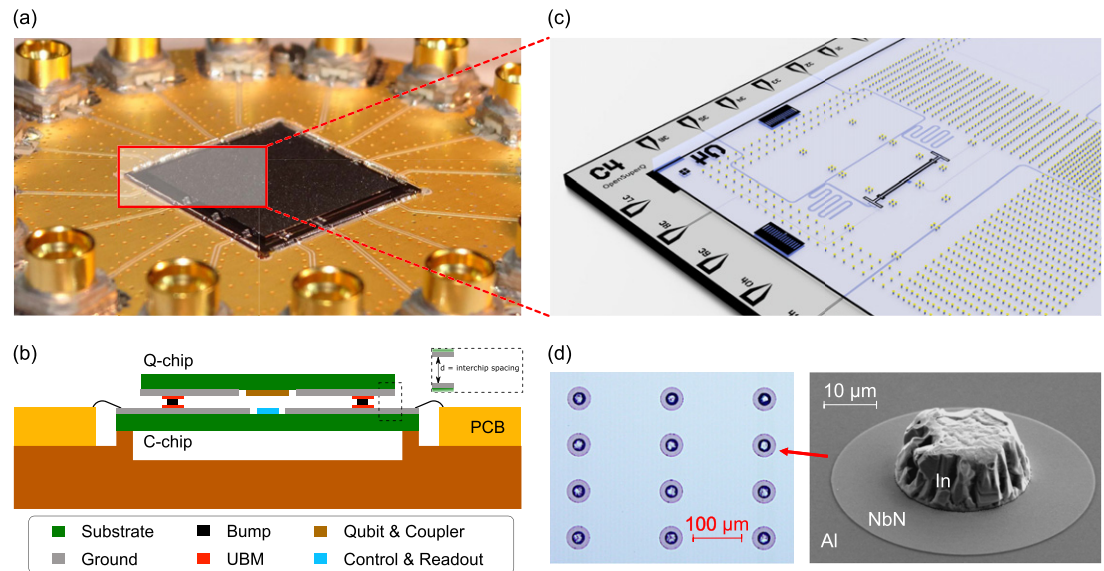 (a)
(c)
C4
OpenSuperQ
(b)
Q-chip
d = interchip spacing
PCB
C-chip
Substrate
Bump
Qubit & Coupler
Ground
UBM
Control & Readout
(d)
100 µm
10 µm
In
NbN
Al